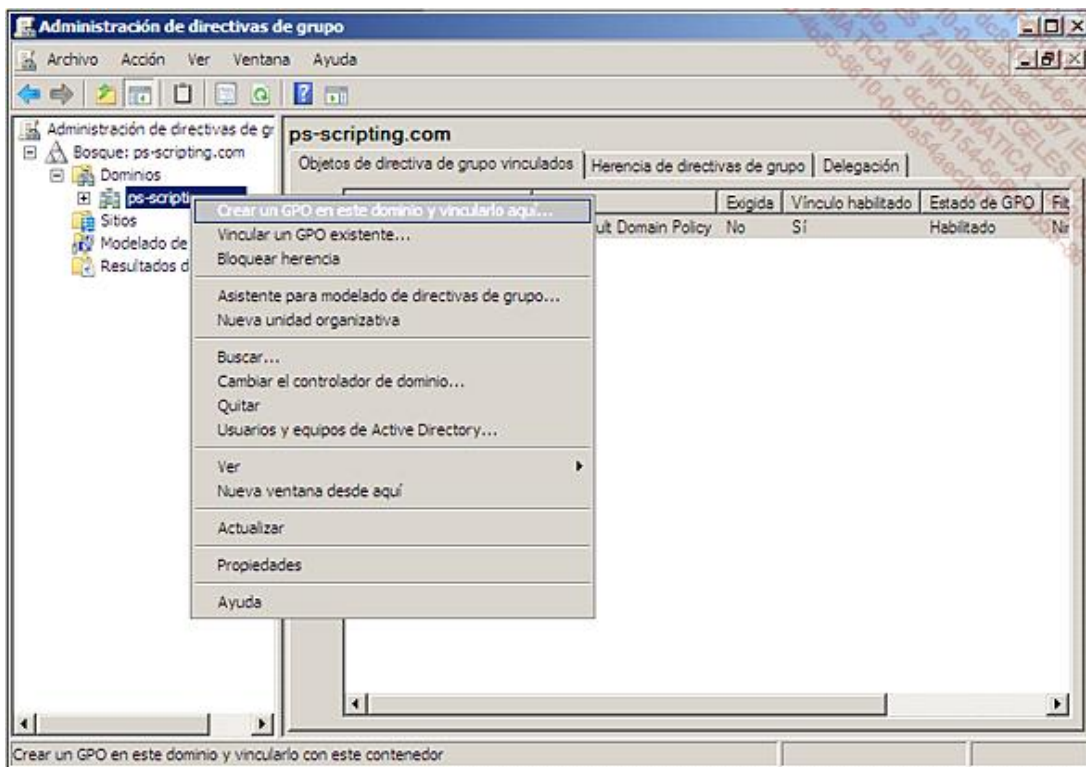 Administración de directivas de grupo
Archivo Acción Ver Ventana Ayuda
Administración de directivas de gr
Bosque: ps-scripting.com
Dominios
ps-scripti
Sitios
Modelado de
Resultados d
ps-scripting.com
Objetos de directiva de grupo vinculados Herencia de directivas de grupo Delegación
Exigida Vínculo habilitado Estado de GPO Filt
ult Domain Policy No Sí Habilitado Nin
Crear un GPO en este dominio y vincularlo aquí...
Vincular un GPO existente...
Bloquear herencia
Asistente para modelado de directivas de grupo...
Nueva unidad organizativa
Buscar...
Cambiar el controlador de dominio...
Quitar
Usuarios y equipos de Active Directory...
Ver
Nueva ventana desde aquí
Actualizar
Propiedades
Ayuda
Crear un GPO en este dominio y vincularlo con este contenedor